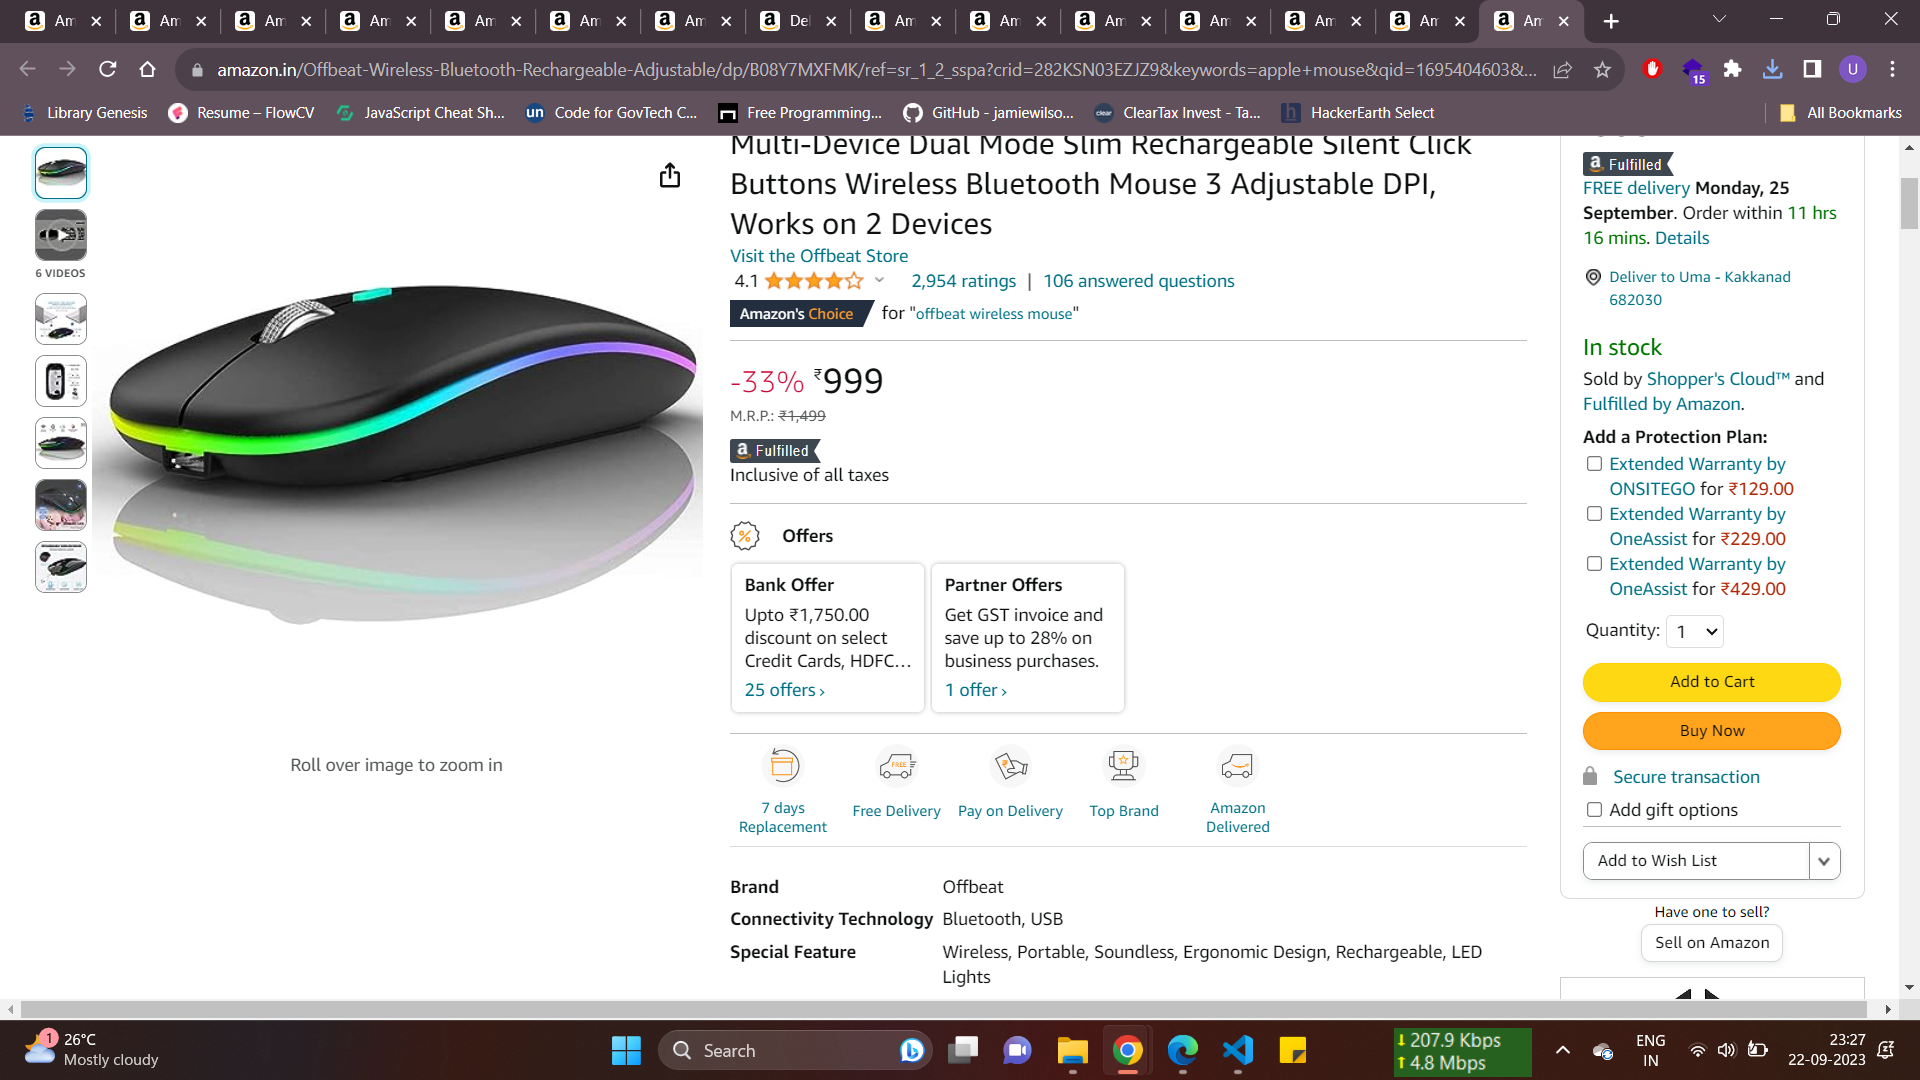 Am
Am
Am
Am
Am
Am
Am
Del
Am
Am
Am
Am
Am
Am
Am
amazon.in/Offbeat-Wireless-Bluetooth-Rechargeable-Adjustable/dp/B08Y7MXFMK/ref=sr_1_2_sspa?crid=282KSN03EZJZ9&keywords=apple+mouse&qid=1695404603&...
15
U
Library Genesis
Resume – FlowCV
JavaScript Cheat Sh...
un Code for GovTech C...
Free Programming...
GitHub - jamiewilso...
clear ClearTax Invest - Ta...
h HackerEarth Select
All Bookmarks
6 VIDEOS
Multi-Device Dual Mode Slim Rechargeable Silent Click
Buttons Wireless Bluetooth Mouse 3 Adjustable DPI,
Works on 2 Devices
Visit the Offbeat Store
4.1 2,954 ratings | 106 answered questions
Amazon's Choice for "offbeat wireless mouse"
-33% ₹999
M.R.P.: ₹1,499
a Fulfilled
Inclusive of all taxes
% Offers
Bank Offer
Upto ₹1,750.00
discount on select
Credit Cards, HDFC...
25 offers ›
Partner Offers
Get GST invoice and
save up to 28% on
business purchases.
1 offer ›
FREE
7 days
Replacement
Free Delivery
Pay on Delivery
Top Brand
Amazon
Delivered
Brand Offbeat
Connectivity Technology Bluetooth, USB
Special Feature Wireless, Portable, Soundless, Ergonomic Design, Rechargeable, LED
Lights
Roll over image to zoom in
a Fulfilled
FREE delivery Monday, 25
September. Order within 11 hrs
16 mins. Details
Deliver to Uma - Kakkanad
682030
In stock
Sold by Shopper's Cloud™ and
Fulfilled by Amazon.
Add a Protection Plan:
Extended Warranty by
ONSITEGO for ₹129.00
Extended Warranty by
OneAssist for ₹229.00
Extended Warranty by
OneAssist for ₹429.00
Quantity: 1
Add to Cart
Buy Now
Secure transaction
Add gift options
Add to Wish List
Have one to sell?
Sell on Amazon
1
26°C
Mostly cloudy
Search
207.9 Kbps
4.8 Mbps
ENG
IN
23:27
22-09-2023